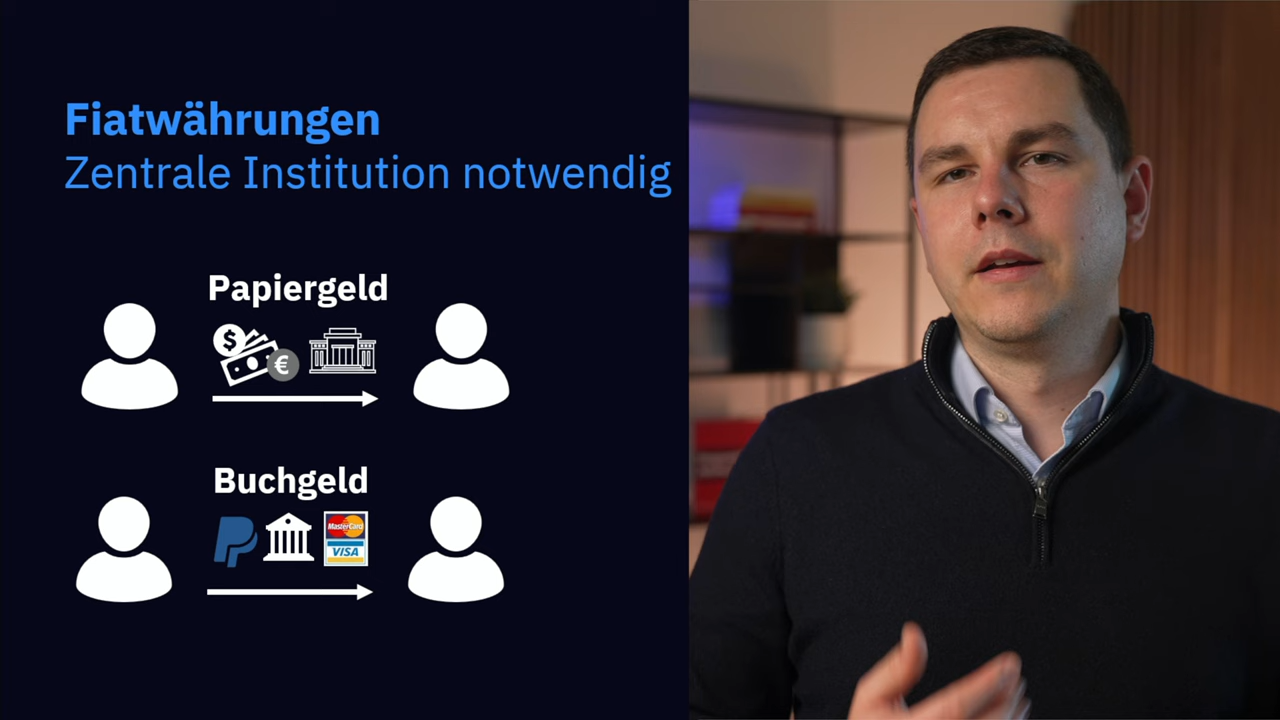 Fiatwährungen
Zentrale Institution notwendig
Papiergeld
$
€
Buchgeld
MasterCard
VISA